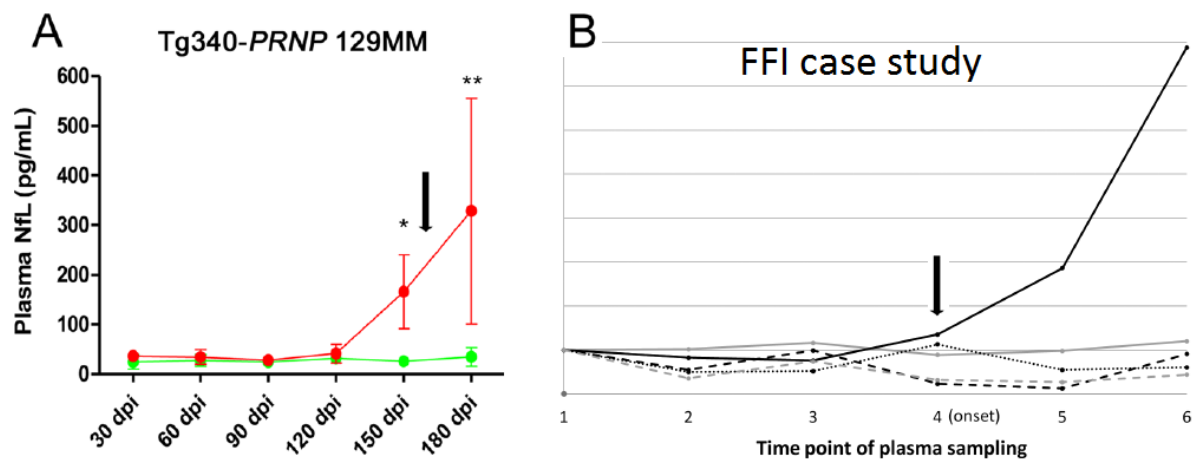 A
Tg340-PRNP 129MM
Plasma NfL (pg/mL)
600
500
400
300
200
100
0
*
**
30 dpi
60 dpi
90 dpi
120 dpi
150 dpi
180 dpi
B
FFI case study
1
2
3
4 (onset)
5
6
Time point of plasma sampling